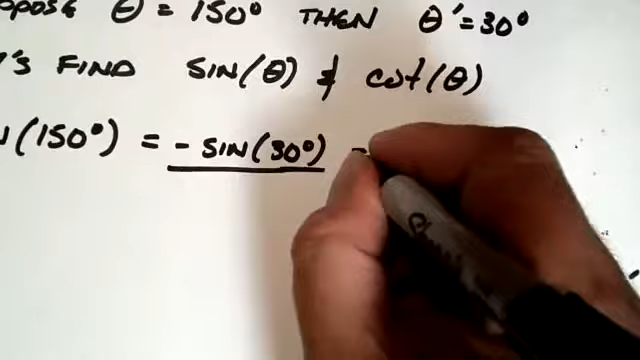 θ = 150° THEN θ' = 30°
FIND SIN(θ) & cot(θ)
(150°) = - SIN(30°) =